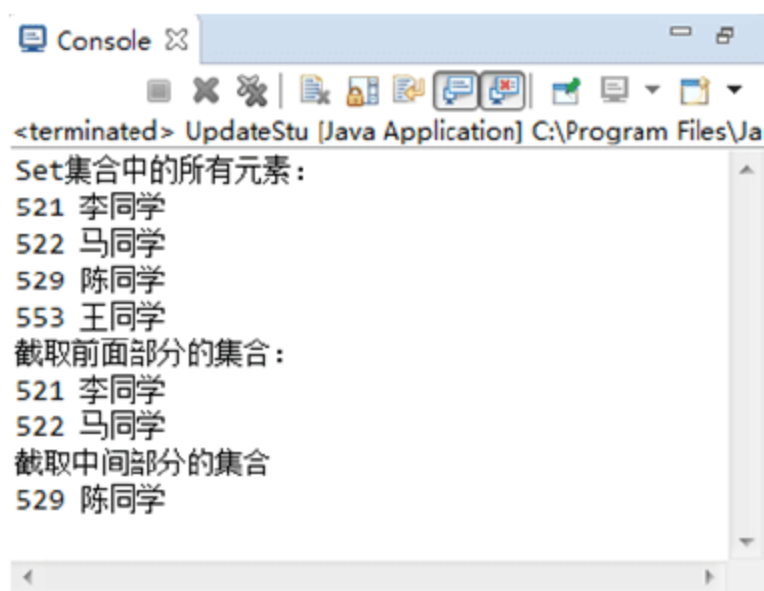 Console
<terminated> UpdateStu [Java Application] C:\Program Files\Ja
Set集合中的所有元素：
521 李同学
522 马同学
529 陈同学
553 王同学
截取前面部分的集合：
521 李同学
522 马同学
截取中间部分的集合
529 陈同学